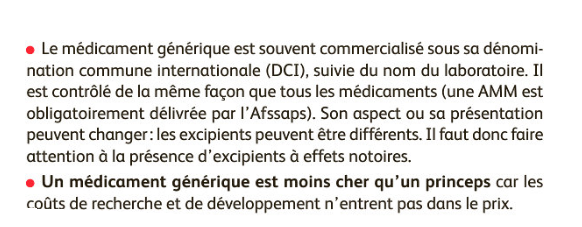 ● Le médicament générique est souvent commercialisé sous sa dénomi-
nation commune internationale (DCI), suivie du nom du laboratoire. Il
est contrôlé de la même façon que tous les médicaments (une AMM est
obligatoirement délivrée par l'Afssaps). Son aspect ou sa présentation
peuvent changer : les excipients peuvent être différents. Il faut donc faire
attention à la présence d'excipients à effets notoires.
● Un médicament générique est moins cher qu'un princeps car les
coûts de recherche et de développement n'entrent pas dans le prix.